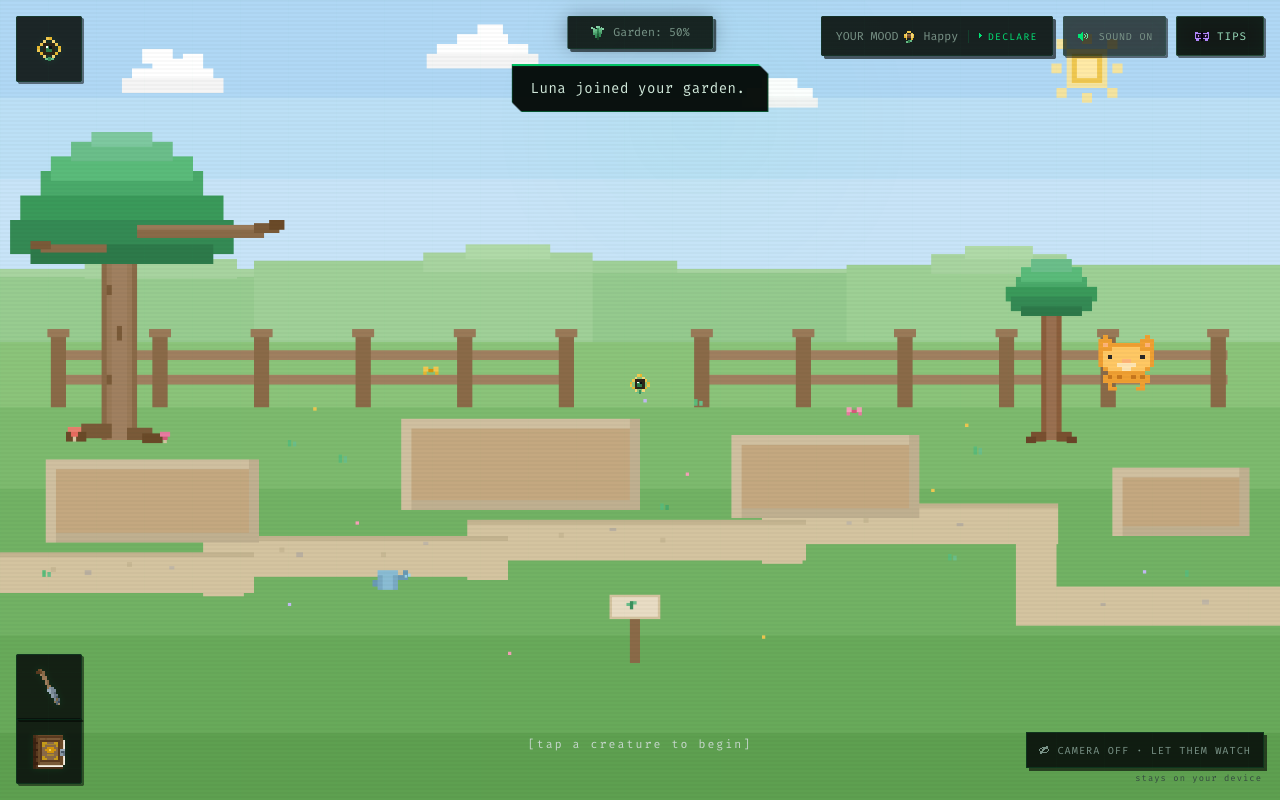 Garden: 50%
YOUR MOOD Happy DECLARE
SOUND ON
TIPS
Luna joined your garden.
[tap a creature to begin]
CAMERA OFF · LET THEM WATCH
stays on your device